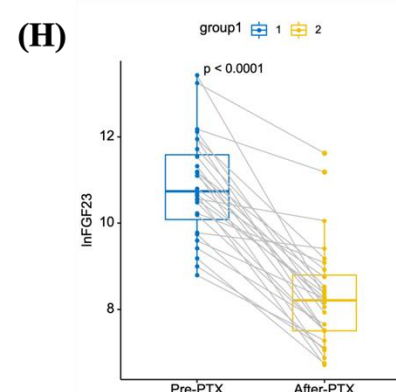 (H)
group1 1 2
p < 0.0001
lnFGF23
12
10
8
Pre-PTX After-PTX